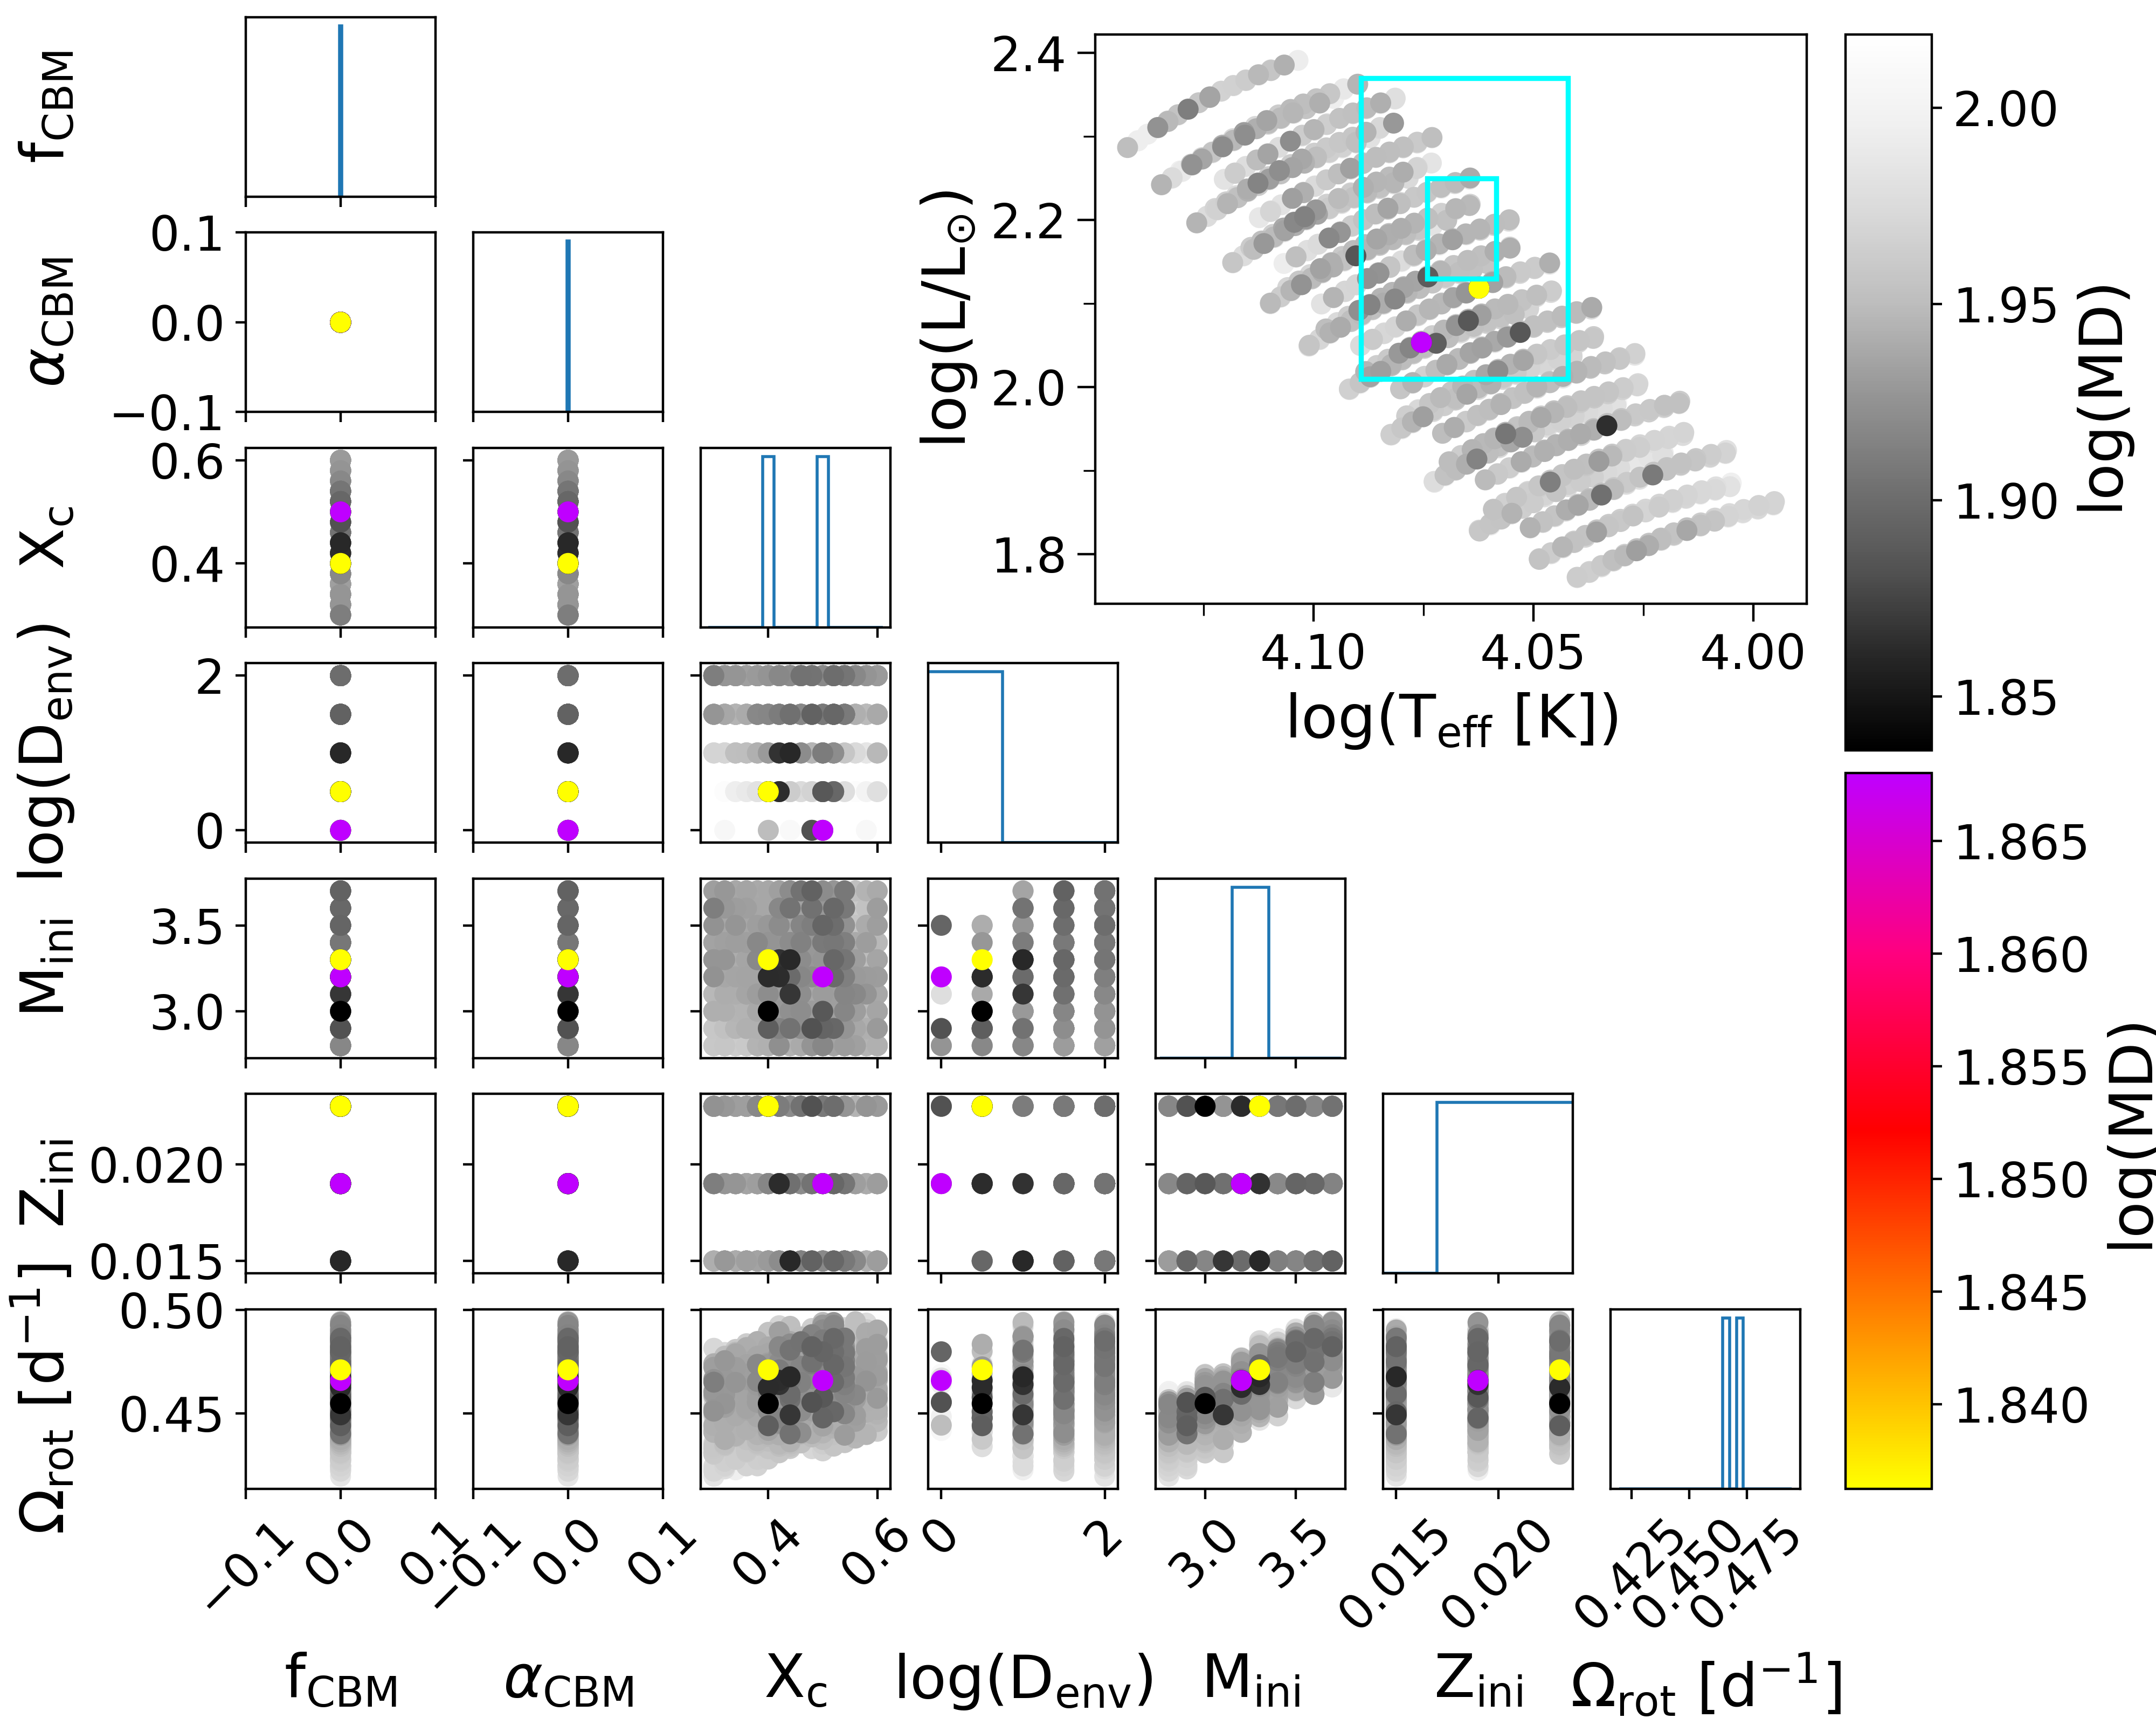 f_CBM
α_CBM
0.1
0.0
−0.1
X_c
0.6
0.4
log(D_env)
2
0
M_ini
3.5
3.0
Z_ini
0.020
0.015
Ω_rot [d⁻¹]
0.50
0.45
−0.1
0.0
0.1
−0.1
0.0
0.1
0.4
0.6
0
2
3.0
3.5
0.015
0.020
0.425
0.450
0.475
f_CBM
α_CBM
X_c
log(D_env)
M_ini
Z_ini
Ω_rot [d⁻¹]
log(L/L⊙)
2.4
2.2
2.0
1.8
4.10
4.05
4.00
log(T_eff [K])
2.00
1.95
1.90
1.85
log(MD)
1.865
1.860
1.855
1.850
1.845
1.840
log(MD)